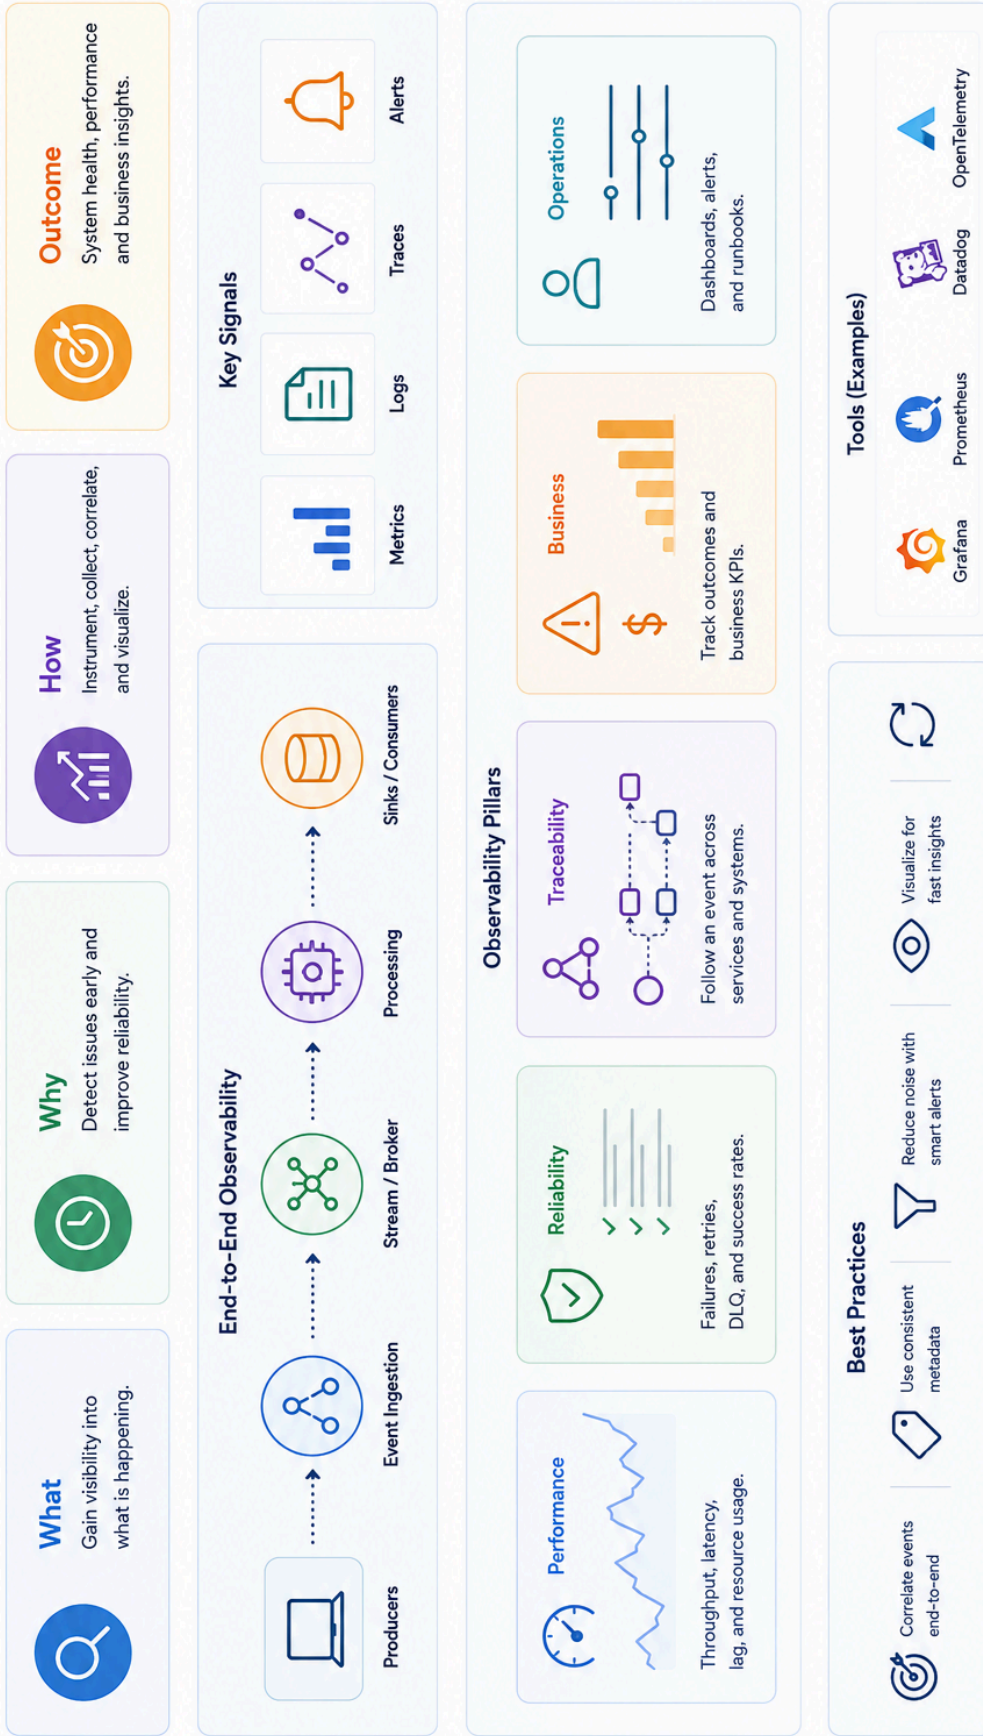 What
Gain visibility into
what is happening.
Why
Detect issues early and
improve reliability.
How
Instrument, collect, correlate,
and visualize.
Outcome
System health, performance
and business insights.
End-to-End Observability
Producers
Event Ingestion
Stream / Broker
Processing
Sinks / Consumers
Key Signals
Metrics
Logs
Traces
Alerts
Observability Pillars
Performance
Throughput, latency,
lag, and resource usage.
Reliability
Failures, retries,
DLQ, and success rates.
Traceability
Follow an event across
services and systems.
Business
$
Track outcomes and
business KPIs.
Operations
Dashboards, alerts,
and runbooks.
Best Practices
Correlate events
end-to-end
Use consistent
metadata
Reduce noise with
smart alerts
Visualize for
fast insights
Tools (Examples)
Grafana
Prometheus
Datadog
OpenTelemetry